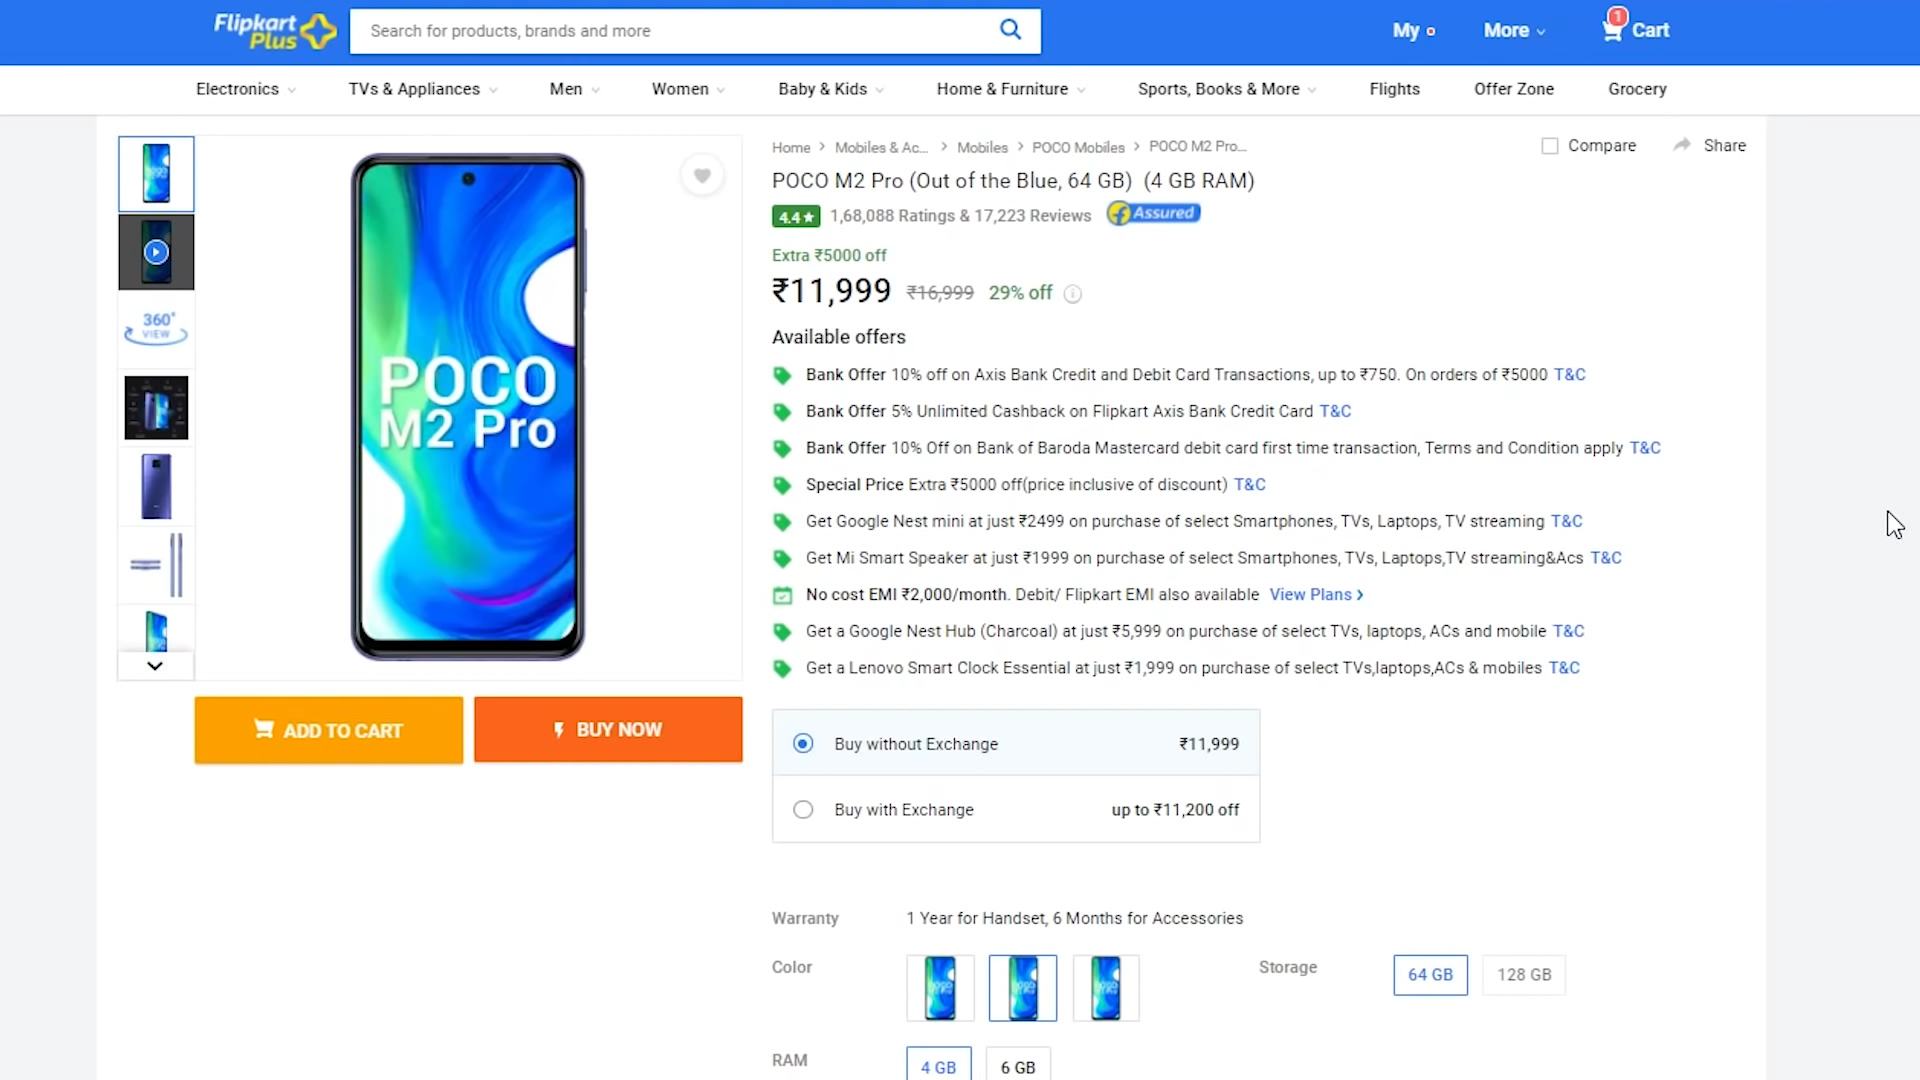 Flipkart
Plus
Search for products, brands and more
My
More
1
Cart
Electronics
TVs & Appliances
Men
Women
Baby & Kids
Home & Furniture
Sports, Books & More
Flights
Offer Zone
Grocery
360°
VIEW
POCO
M2 Pro
ADD TO CART
BUY NOW
Home > Mobiles & Ac... > Mobiles > POCO Mobiles > POCO M2 Pro...
Compare
Share
POCO M2 Pro (Out of the Blue, 64 GB) (4 GB RAM)
4.4★ 1,68,088 Ratings & 17,223 Reviews Assured
Extra ₹5000 off
₹11,999 ₹16,999 29% off
Available offers
Bank Offer 10% off on Axis Bank Credit and Debit Card Transactions, up to ₹750. On orders of ₹5000 T&C
Bank Offer 5% Unlimited Cashback on Flipkart Axis Bank Credit Card T&C
Bank Offer 10% Off on Bank of Baroda Mastercard debit card first time transaction, Terms and Condition apply T&C
Special Price Extra ₹5000 off(price inclusive of discount) T&C
Get Google Nest mini at just ₹2499 on purchase of select Smartphones, TVs, Laptops, TV streaming T&C
Get Mi Smart Speaker at just ₹1999 on purchase of select Smartphones, TVs, Laptops,TV streaming&Acs T&C
No cost EMI ₹2,000/month. Debit/ Flipkart EMI also available View Plans >
Get a Google Nest Hub (Charcoal) at just ₹5,999 on purchase of select TVs, laptops, ACs and mobile T&C
Get a Lenovo Smart Clock Essential at just ₹1,999 on purchase of select TVs,laptops,ACs & mobiles T&C
Buy without Exchange ₹11,999
Buy with Exchange up to ₹11,200 off
Warranty 1 Year for Handset, 6 Months for Accessories
Color
Storage 64 GB 128 GB
RAM 4 GB 6 GB